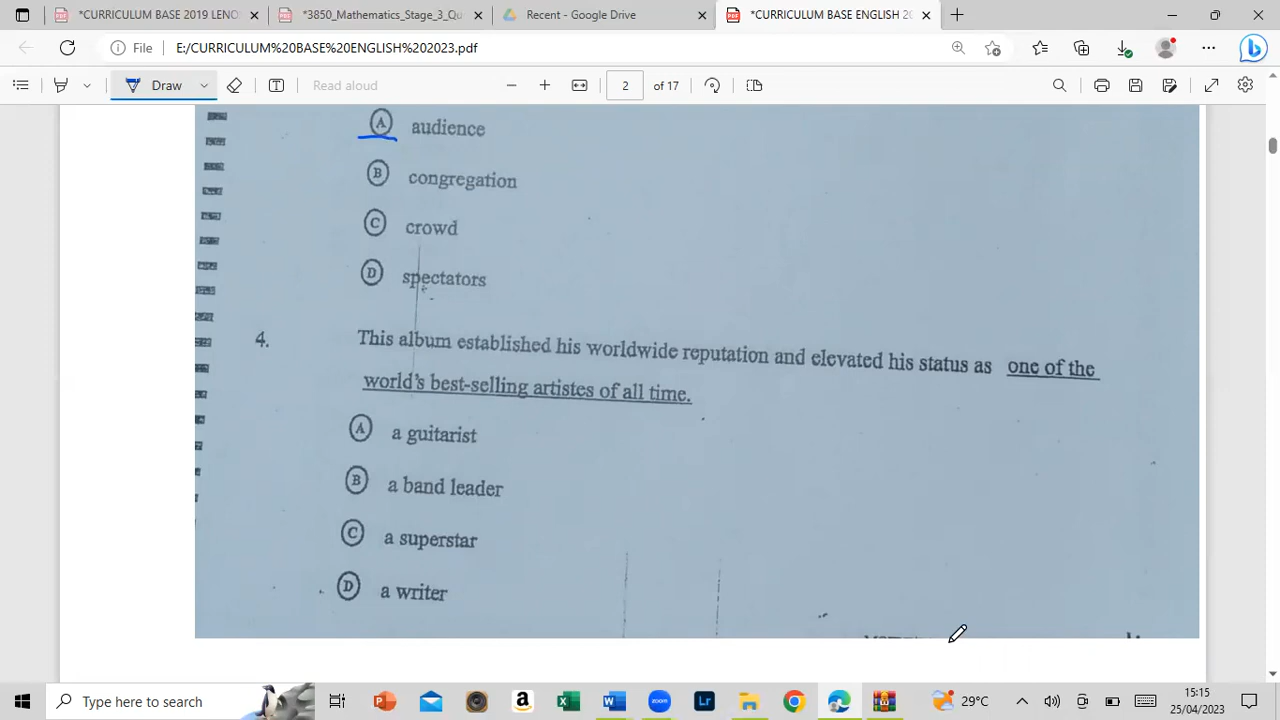 *CURRICULUM BASE 2019 LENO
*3850_Mathematics_Stage_3_Qu
Recent - Google Drive
*CURRICULUM BASE ENGLISH 20
File
E:/CURRICULUM%20BASE%20ENGLISH%202023.pdf
Draw
Read aloud
2
of 17
A audience
B congregation
C crowd
D spectators
4. This album established his worldwide reputation and elevated his status as one of the
world's best-selling artistes of all time.
A a guitarist
B a band leader
C a superstar
D a writer
Type here to search
29°C
15:15
25/04/2023